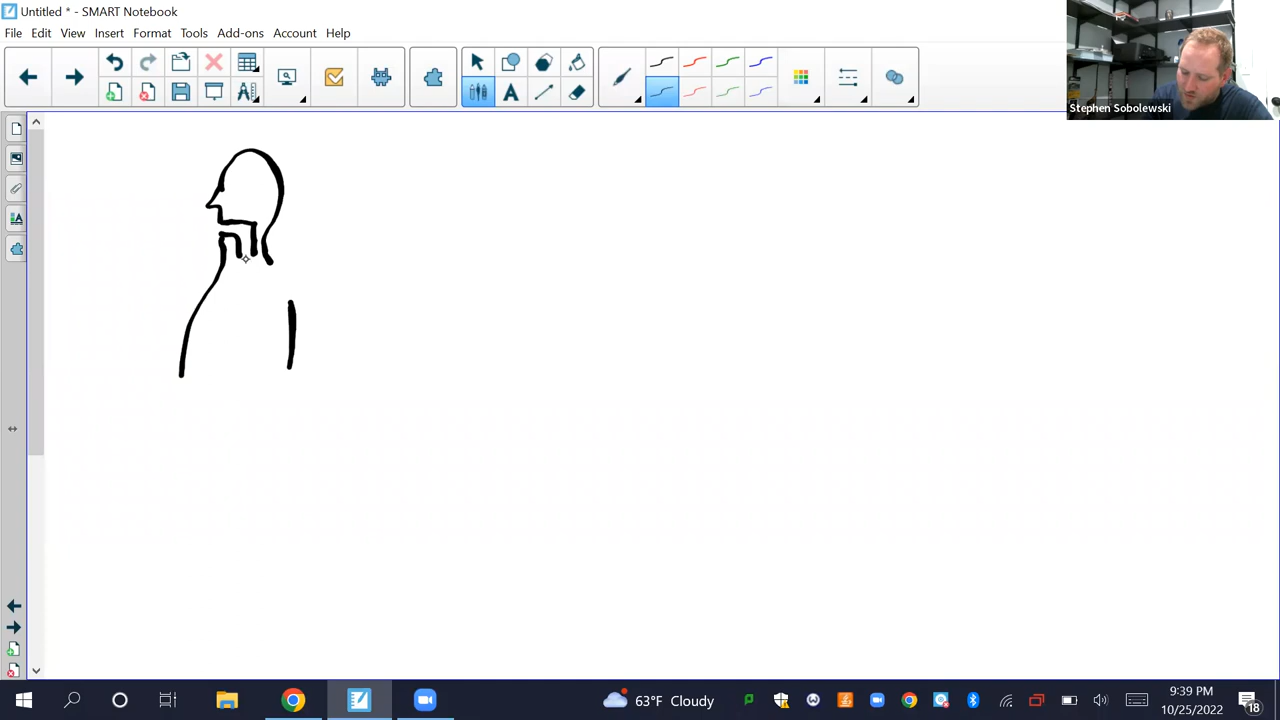 Untitled * - SMART Notebook
File Edit View Insert Format Tools Add-ons Account Help
Stephen Sobolewski
63°F Cloudy
9:39 PM
10/25/2022
18